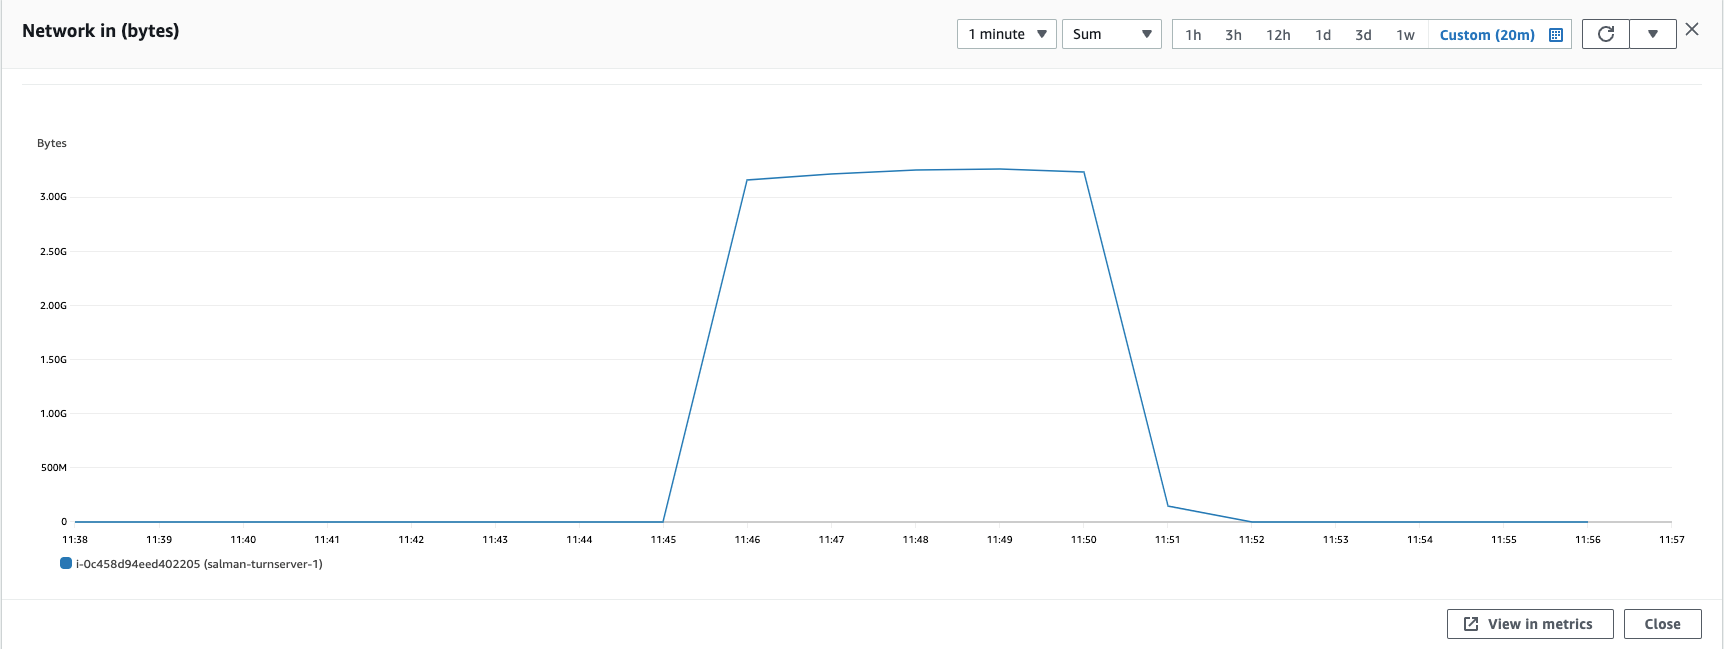 Network in (bytes)
1 minute
Sum
1h 3h 12h 1d 3d 1w Custom (20m)
Bytes
3.00G
2.50G
2.00G
1.50G
1.00G
500M
0
11:38 11:39 11:40 11:41 11:42 11:43 11:44 11:45 11:46 11:47 11:48 11:49 11:50 11:51 11:52 11:53 11:54 11:55 11:56 11:57
i-0c458d94eed402205 (salman-turnserver-1)
View in metrics
Close